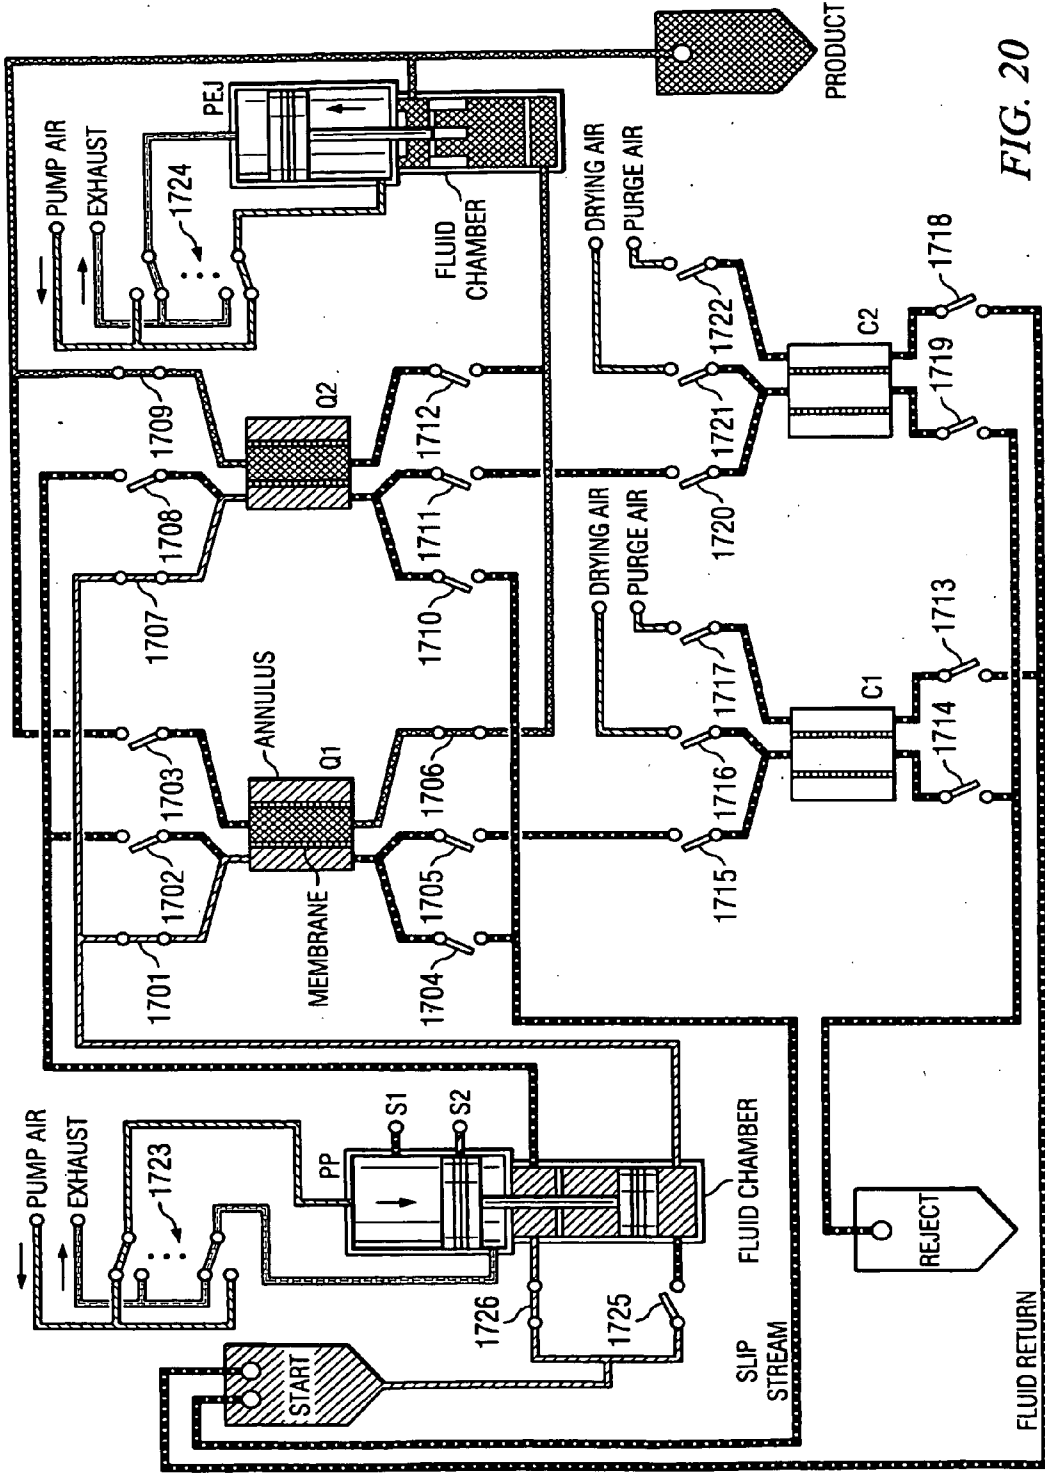 PUMP AIR
EXHAUST
1723
START
PP
S1
S2
1726
1725
FLUID CHAMBER
SLIP
STREAM
REJECT
FLUID RETURN
1701
1702
1703
ANNULUS
Q1
MEMBRANE
1704
1705
1706
1707
1708
1709
Q2
1710
1711
1712
PUMP AIR
EXHAUST
1724
PEJ
FLUID
CHAMBER
PRODUCT
DRYING AIR
PURGE AIR
1715
1716
1717
C1
1714
1713
DRYING AIR
PURGE AIR
1720
1721
1722
C2
1719
1718
FIG. 20